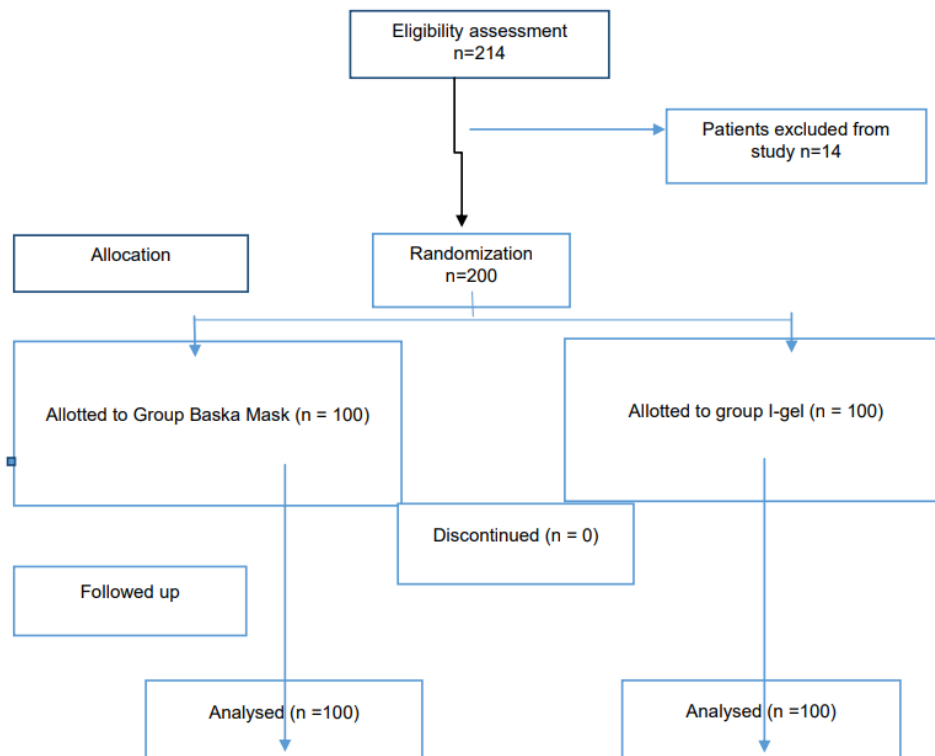 Eligibility assessment
n=214
Patients excluded from
study n=14
Allocation
Randomization
n=200
Allotted to Group Baska Mask (n = 100)
Allotted to group I-gel (n = 100)
Discontinued (n = 0)
Followed up
Analysed (n =100)
Analysed (n =100)